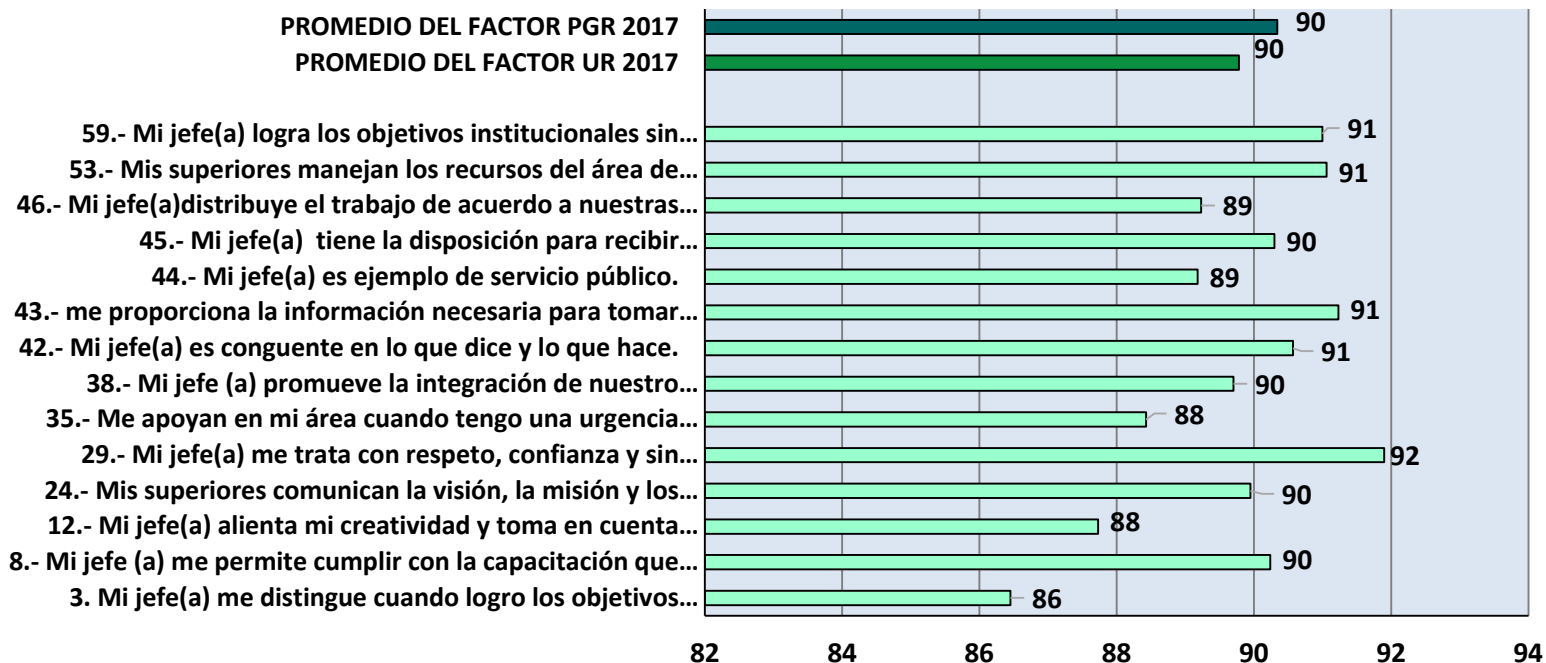 PROMEDIO DEL FACTOR PGR 2017 90
PROMEDIO DEL FACTOR UR 2017 90
59.- Mi jefe(a) logra los objetivos institucionales sin... 91
53.- Mis superiores manejan los recursos del área de... 91
46.- Mi jefe(a)distribuye el trabajo de acuerdo a nuestras... 89
45.- Mi jefe(a) tiene la disposición para recibir... 90
44.- Mi jefe(a) es ejemplo de servicio público. 89
43.- me proporciona la información necesaria para tomar... 91
42.- Mi jefe(a) es conguente en lo que dice y lo que hace. 91
38.- Mi jefe (a) promueve la integración de nuestro... 90
35.- Me apoyan en mi área cuando tengo una urgencia... 88
29.- Mi jefe(a) me trata con respeto, confianza y sin... 92
24.- Mis superiores comunican la visión, la misión y los... 90
12.- Mi jefe(a) alienta mi creatividad y toma en cuenta... 88
8.- Mi jefe (a) me permite cumplir con la capacitación que... 90
3. Mi jefe(a) me distingue cuando logro los objetivos... 86
82 84 86 88 90 92 94